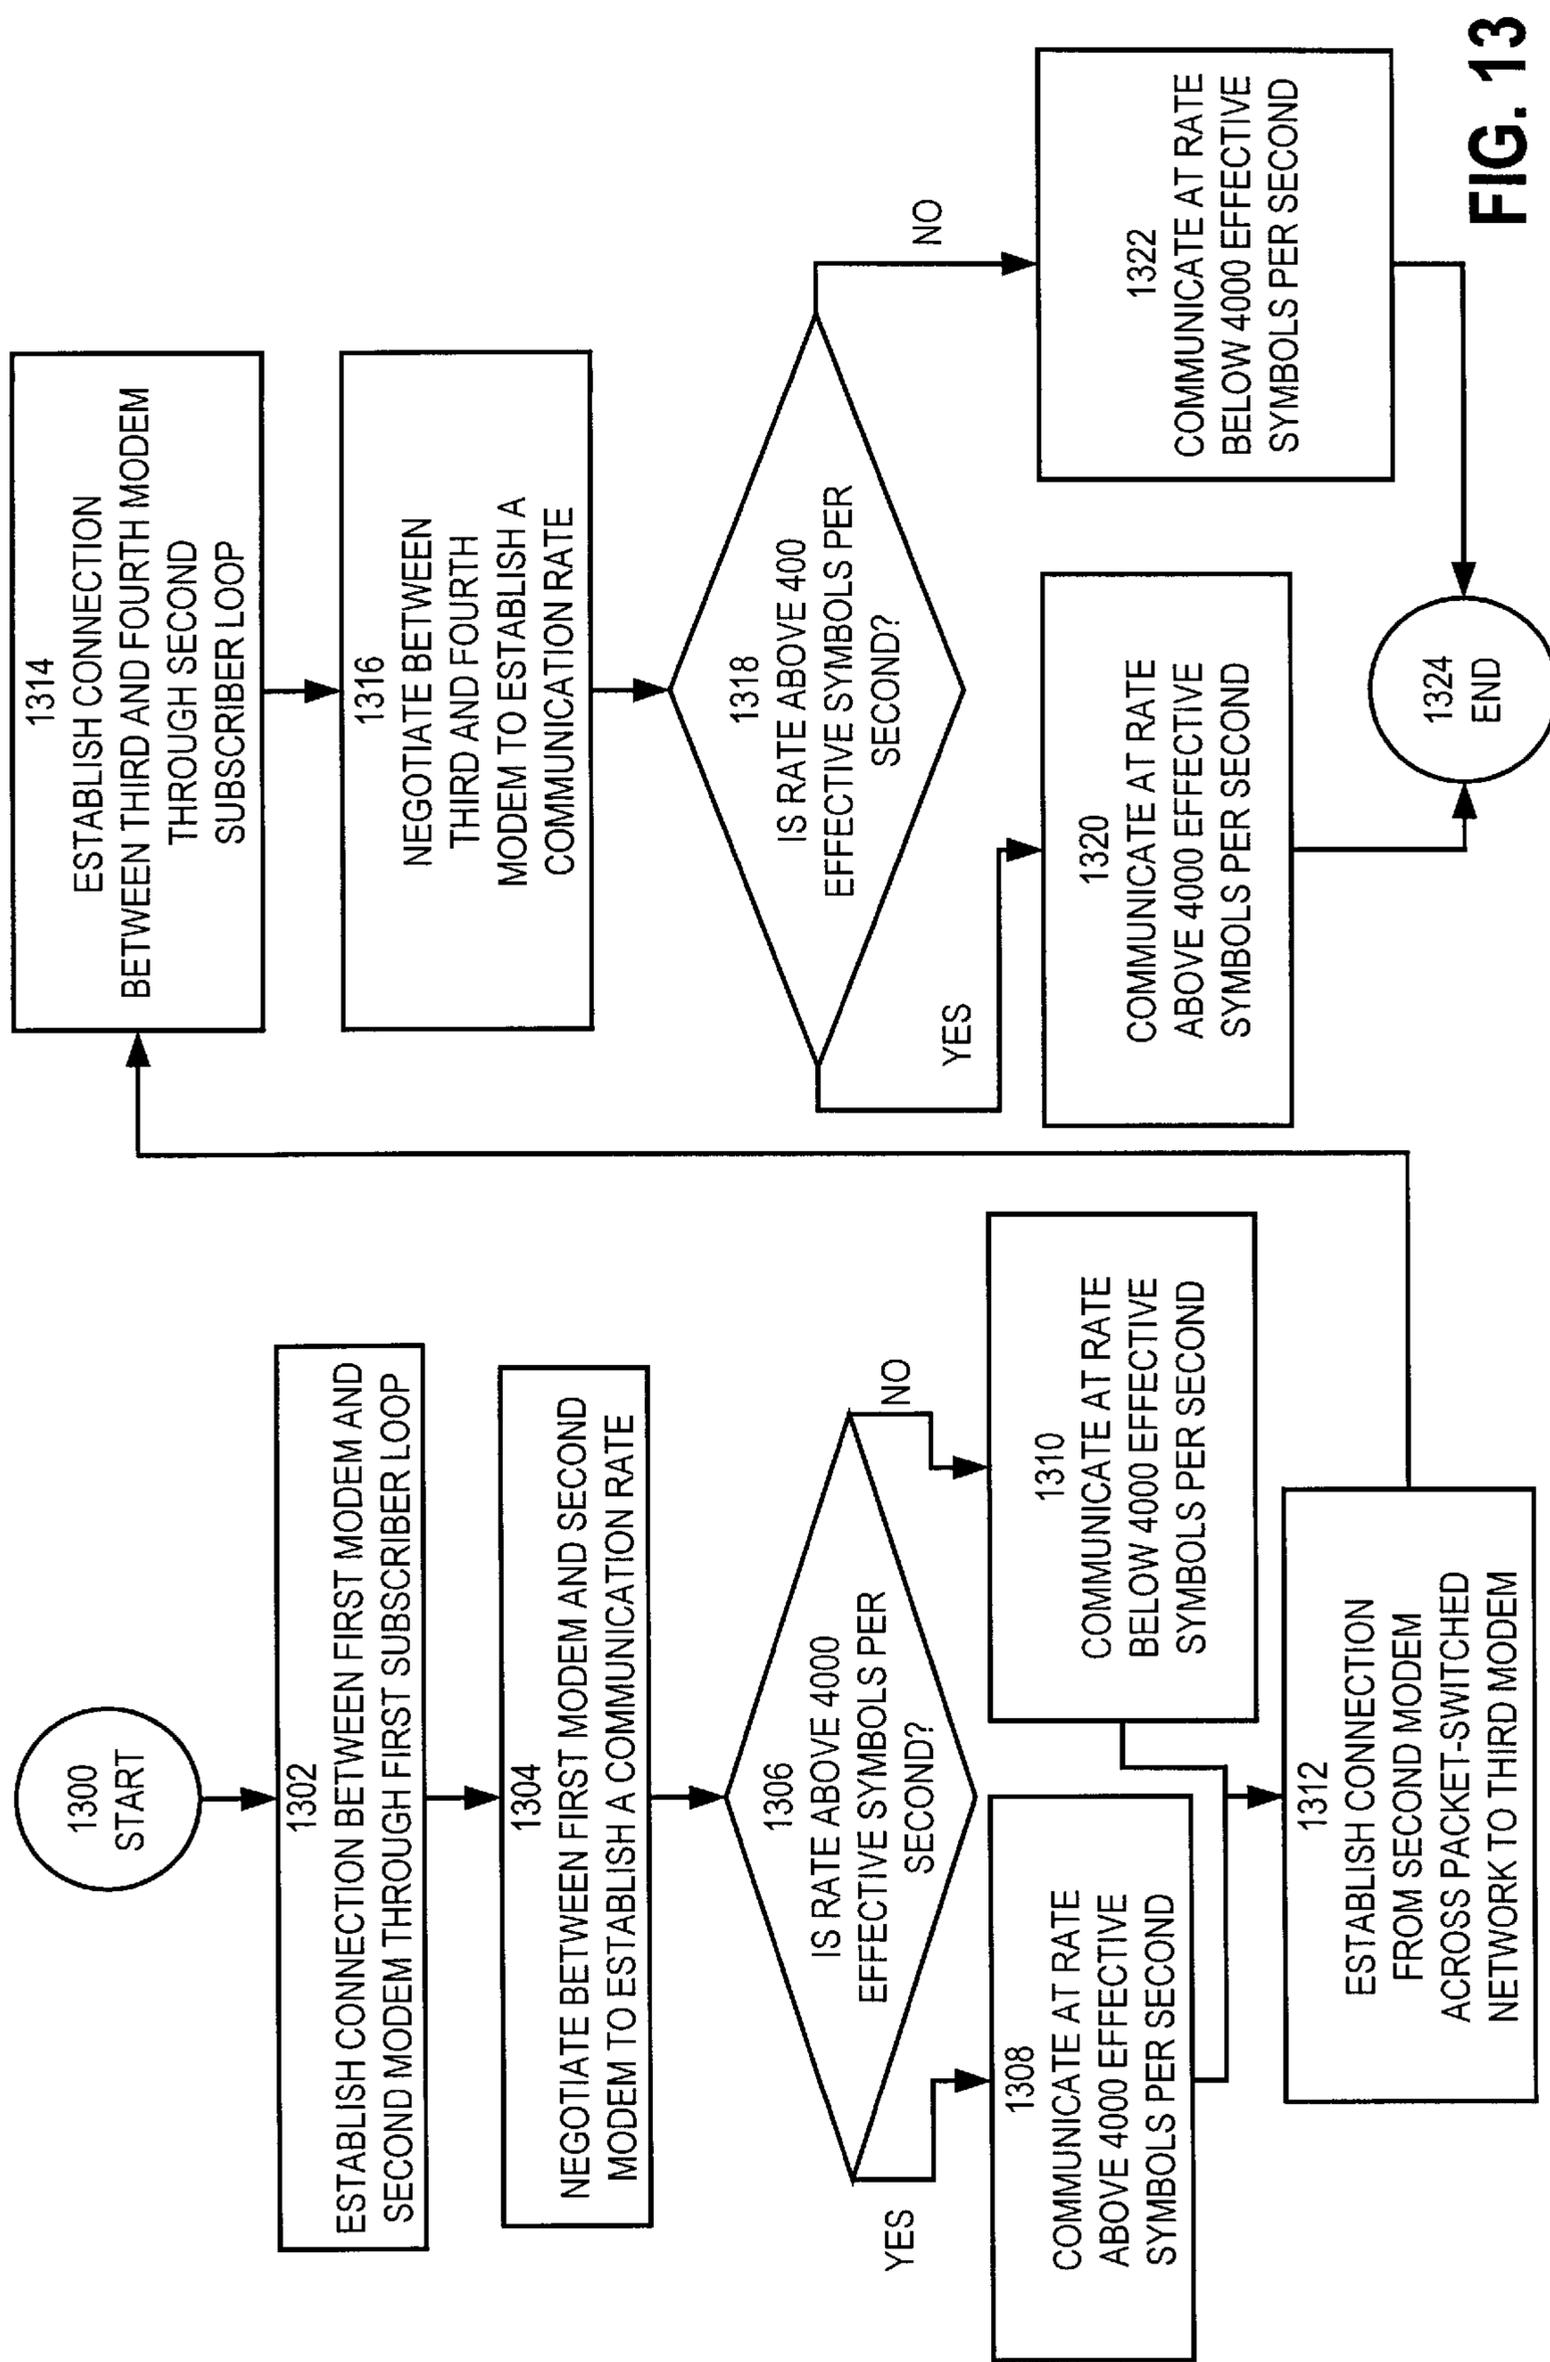 1300
START
1302
ESTABLISH CONNECTION BETWEEN FIRST MODEM AND
SECOND MODEM THROUGH FIRST SUBSCRIBER LOOP
1304
NEGOTIATE BETWEEN FIRST MODEM AND SECOND
MODEM TO ESTABLISH A COMMUNICATION RATE
1306
IS RATE ABOVE 4000
EFFECTIVE SYMBOLS PER
SECOND?
YES
NO
1308
COMMUNICATE AT RATE
ABOVE 4000 EFFECTIVE
SYMBOLS PER SECOND
1310
COMMUNICATE AT RATE
BELOW 4000 EFFECTIVE
SYMBOLS PER SECOND
1312
ESTABLISH CONNECTION
FROM SECOND MODEM
ACROSS PACKET-SWITCHED
NETWORK TO THIRD MODEM
1314
ESTABLISH CONNECTION
BETWEEN THIRD AND FOURTH MODEM
THROUGH SECOND
SUBSCRIBER LOOP
1316
NEGOTIATE BETWEEN
THIRD AND FOURTH
MODEM TO ESTABLISH A
COMMUNICATION RATE
1318
IS RATE ABOVE 400
EFFECTIVE SYMBOLS PER
SECOND?
YES
NO
1320
COMMUNICATE AT RATE
ABOVE 4000 EFFECTIVE
SYMBOLS PER SECOND
1322
COMMUNICATE AT RATE
BELOW 4000 EFFECTIVE
SYMBOLS PER SECOND
1324
END
FIG. 13